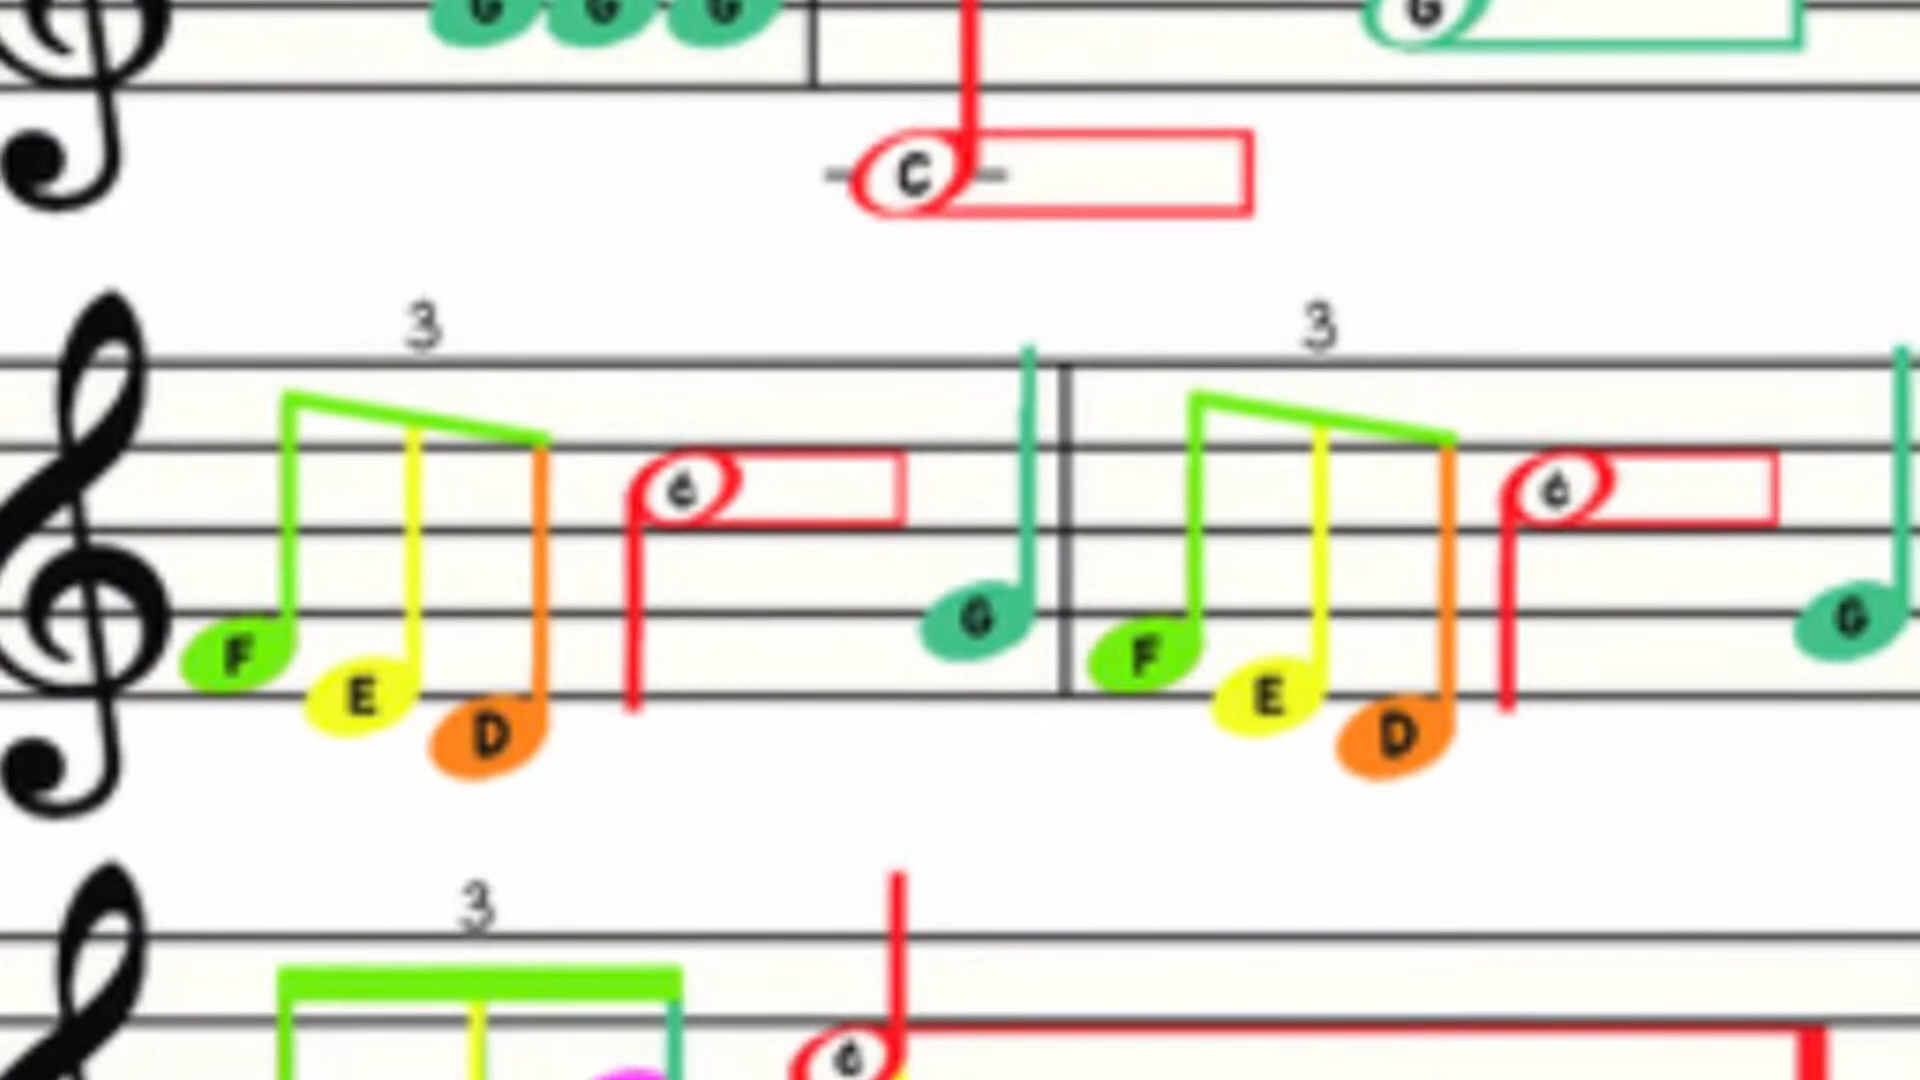 G G G G
C
3 3
F E D c G F E D c G
3
c